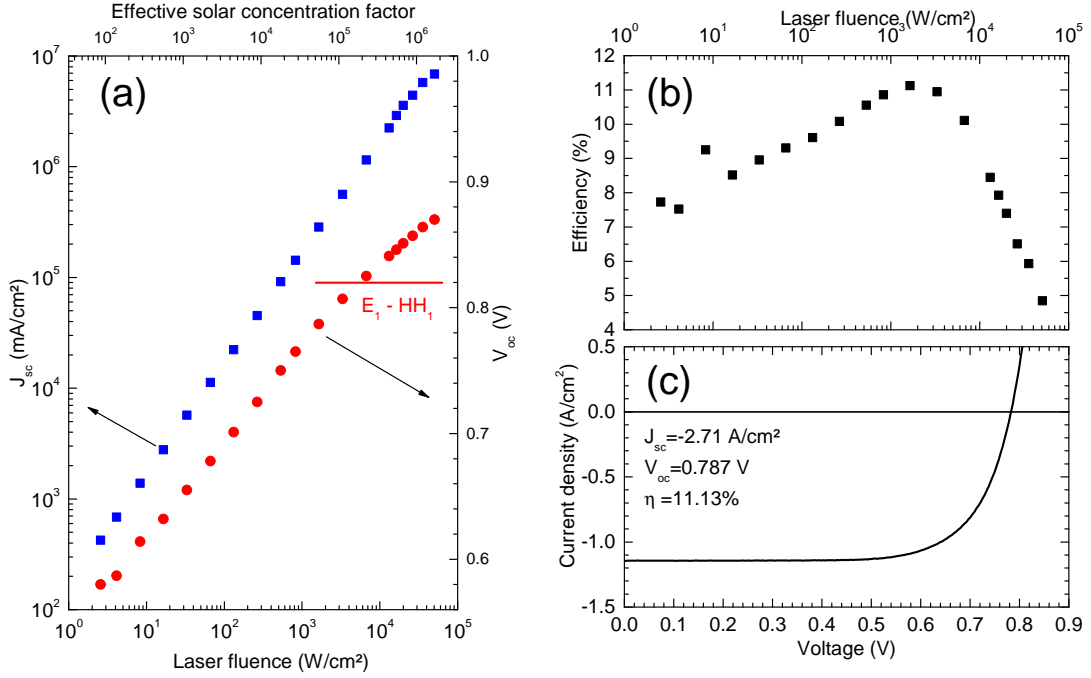 Effective solar concentration factor
10² 10³ 10⁴ 10⁵ 10⁶
(a)
J_sc (mA/cm²)
10⁷
10⁶
10⁵
10⁴
10³
10²
1.0
0.9
0.8
0.7
0.6
V_oc (V)
E₁ - HH₁
10⁰ 10¹ 10² 10³ 10⁴ 10⁵
Laser fluence (W/cm²)
Laser fluence (W/cm²)
10⁰ 10¹ 10² 10³ 10⁴ 10⁵
(b)
Efficiency (%)
12
11
10
9
8
7
6
5
4
(c)
Current density (A/cm²)
0.5
0.0
-0.5
-1.0
-1.5
J_sc=-2.71 A/cm²
V_oc=0.787 V
η =11.13%
0.0 0.1 0.2 0.3 0.4 0.5 0.6 0.7 0.8 0.9
Voltage (V)